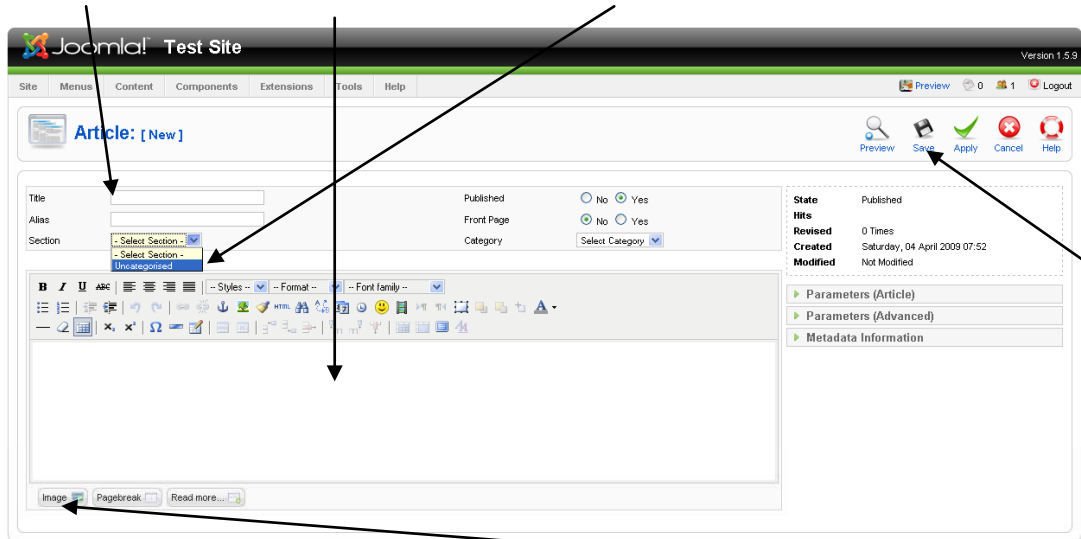 Joomla! Test Site
Version 1.5.9
Site Menus Content Components Extensions Tools Help Preview 0 1 Logout
Article: [ New ]
Preview Save Apply Cancel Help
Title Published No Yes
Alias Front Page No Yes
Section - Select Section - Category Select Category
- Select Section -
Uncategorised
State Published
Hits
Revised 0 Times
Created Saturday, 04 April 2009 07:52
Modified Not Modified
B I U ABC -- Styles -- -- Format -- -- Font family --
HTML
Parameters (Article)
Parameters (Advanced)
Metadata Information
Image Pagebreak Read more...